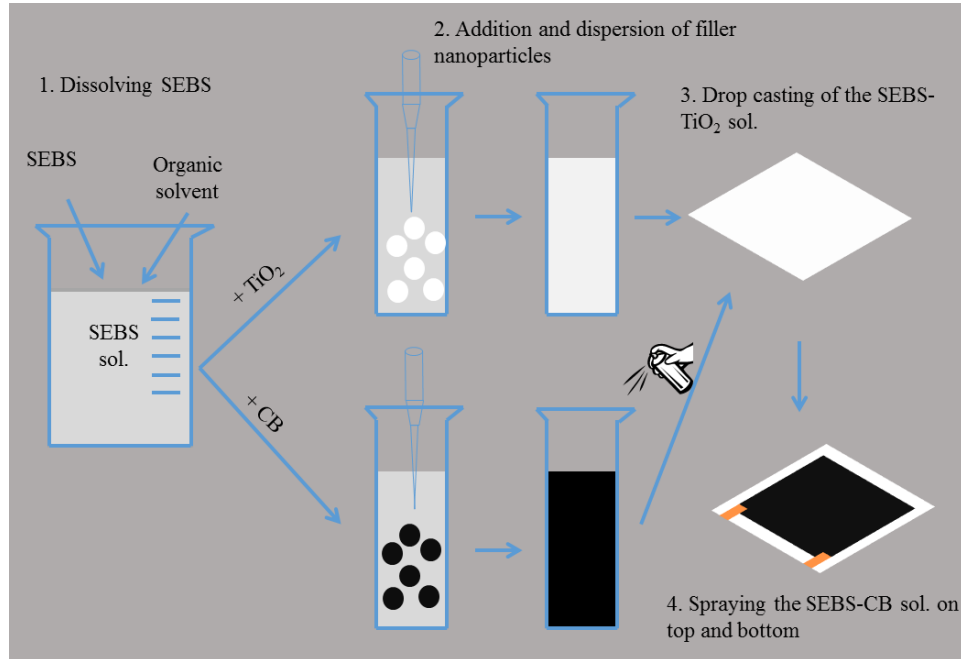 1. Dissolving SEBS
SEBS
Organic
solvent
SEBS
sol.
+ TiO₂
+ CB
2. Addition and dispersion of filler
nanoparticles
3. Drop casting of the SEBS-
TiO₂ sol.
4. Spraying the SEBS-CB sol. on
top and bottom